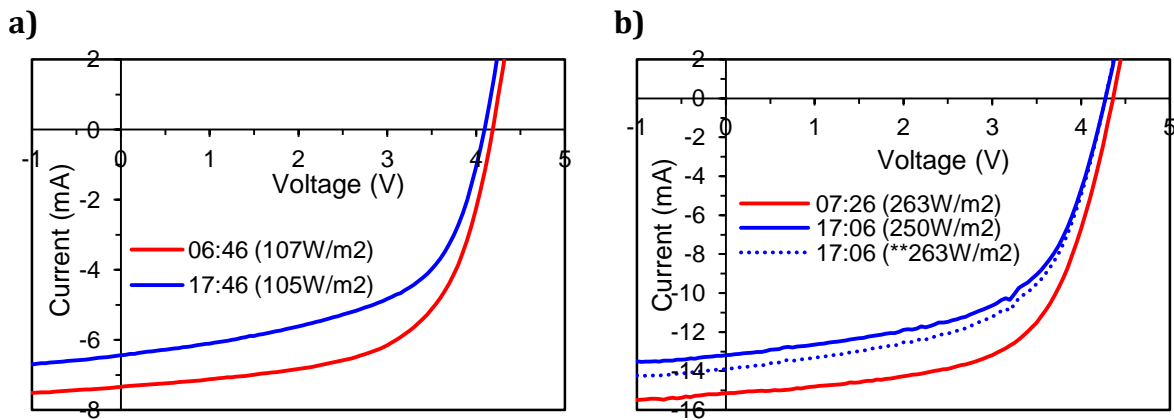 a)
2
0
-2
-4
-6
-8
-1
0
1
2
3
4
5
Current (mA)
Voltage (V)
06:46 (107W/m2)
17:46 (105W/m2)
b)
2
0
-2
-4
-6
-8
-10
-12
-14
-16
-1
0
1
2
3
4
5
Current (mA)
Voltage (V)
07:26 (263W/m2)
17:06 (250W/m2)
17:06 (**263W/m2)